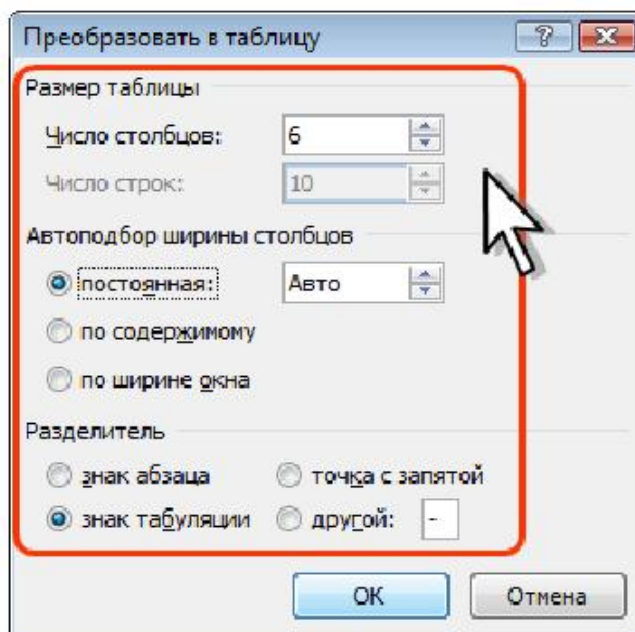 Преобразовать в таблицу
Размер таблицы
Число столбцов: 6
Число строк: 10
Автоподбор ширины столбцов
постоянная: Авто
по содержимому
по ширине окна
Разделитель
знак абзаца точка с запятой
знак табуляции другой: -
ОК Отмена